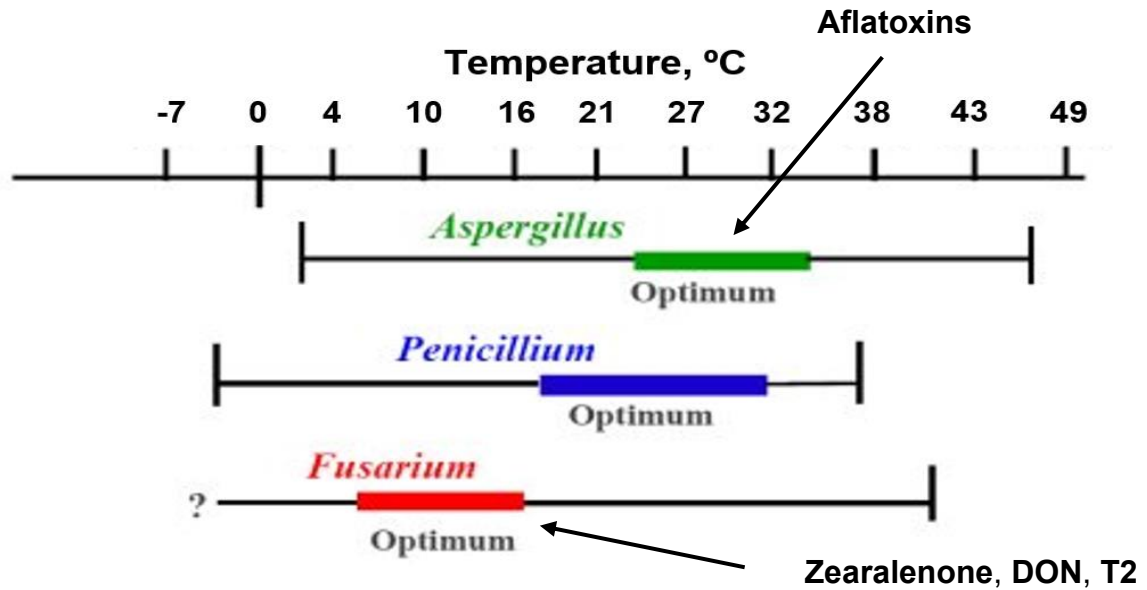 Aflatoxins
Temperature, ºC
-7 0 4 10 16 21 27 32 38 43 49
Aspergillus
Optimum
Penicillium
Optimum
Fusarium
?
Optimum
Zearalenone, DON, T2